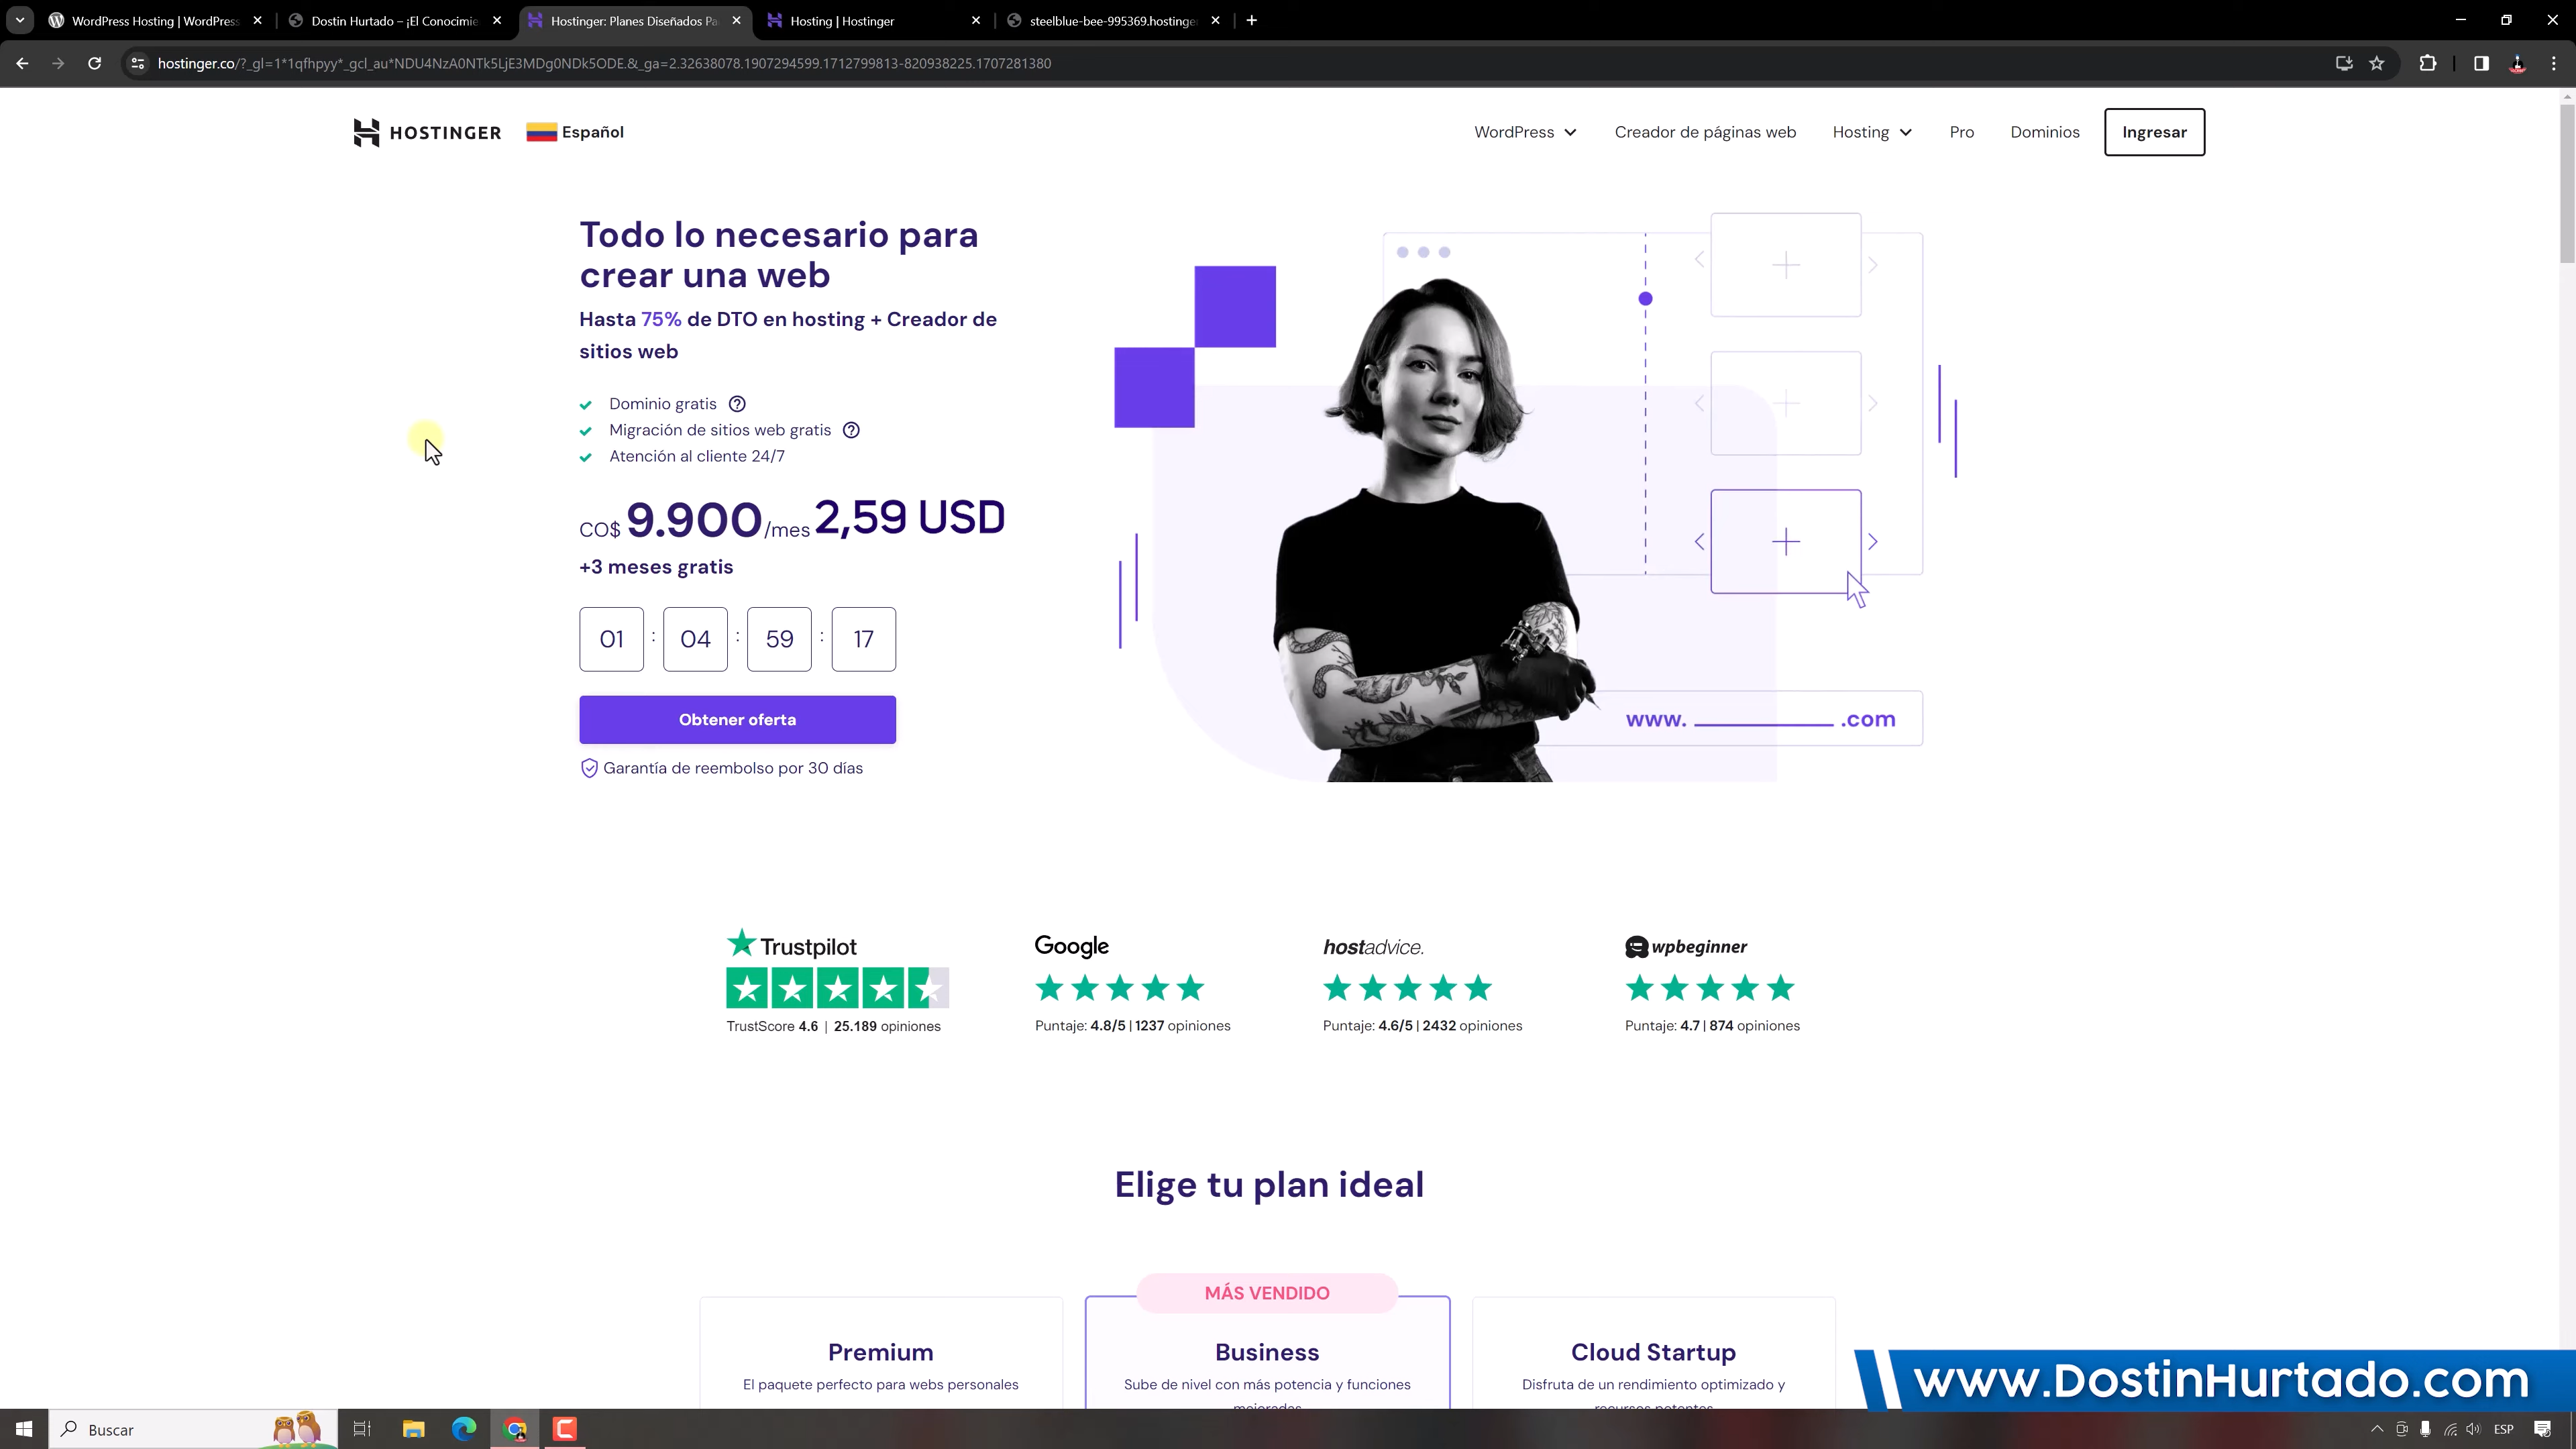 WordPress Hosting | WordPress
Dostin Hurtado – ¡El Conocimie
Hostinger: Planes Diseñados Pa
Hosting | Hostinger
steelblue-bee-995369.hostinge
hostinger.co/?_gl=1*1qfhpyy*_gcl_au*NDU4NzA0NTk5LjE3MDg0NDk5ODE.&_ga=2.32638078.1907294599.1712799813-820938225.1707281380
HOSTINGER
Español
WordPress
Creador de páginas web
Hosting
Pro
Dominios
Ingresar
Todo lo necesario para
crear una web
Hasta 75% de DTO en hosting + Creador de
sitios web
Dominio gratis
Migración de sitios web gratis
Atención al cliente 24/7
CO$ 9.900/mes 2,59 USD
+3 meses gratis
01 : 04 : 59 : 17
Obtener oferta
Garantía de reembolso por 30 días
www. .com
Trustpilot
TrustScore 4.6 | 25.189 opiniones
Google
Puntaje: 4.8/5 | 1237 opiniones
hostadvice.
Puntaje: 4.6/5 | 2432 opiniones
wpbeginner
Puntaje: 4.7 | 874 opiniones
Elige tu plan ideal
Premium
El paquete perfecto para webs personales
MÁS VENDIDO
Business
Sube de nivel con más potencia y funciones
mejoradas
Cloud Startup
Disfruta de un rendimiento optimizado y
recursos potentes
www.DostinHurtado.com
Buscar
ESP